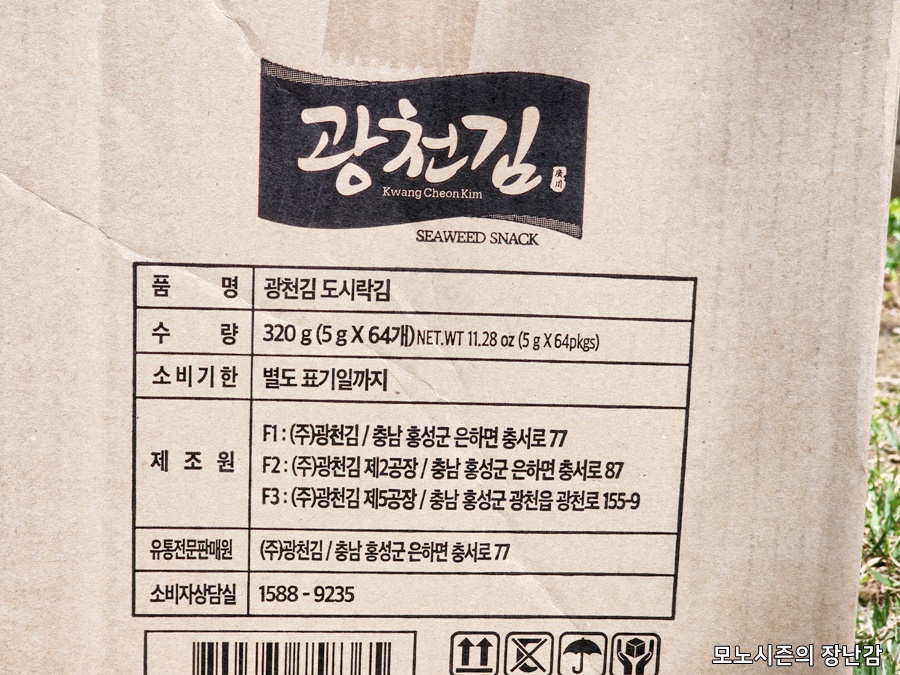 광천김
廣川
Kwang Cheon Kim
SEAWEED SNACK
품 명 광천김 도시락김
수 량 320 g (5 g X 64개) NET.WT 11.28 oz (5 g X 64pkgs)
소비기한 별도 표기일까지
제 조 원
F1 : (주)광천김 / 충남 홍성군 은하면 충서로 77
F2 : (주)광천김 제2공장 / 충남 홍성군 은하면 충서로 87
F3 : (주)광천김 제5공장 / 충남 홍성군 광천읍 광천로 155-9
유통전문판매원 (주)광천김 / 충남 홍성군 은하면 충서로 77
소비자상담실 1588 - 9235
모노시즌의 장난감